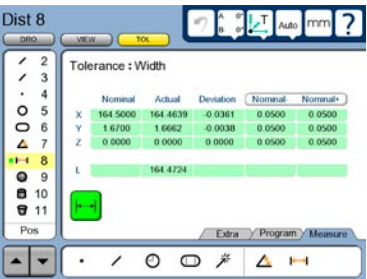 Dist 8
A 0°
B 0°
Auto
mm
?
DRO
VIEW
TOL
2
3
4
5
6
7
8
9
10
11
Pos
Tolerance : Width
Nominal Actual Deviation Nominal- Nominal+
X 164.5000 164.4639 -0.0361 0.0500 0.0500
Y 1.6700 1.6662 -0.0038 0.0500 0.0500
Z 0.0000 0.0000 0.0000 0.0500 0.0500
L 164.4724
Extra Program Measure